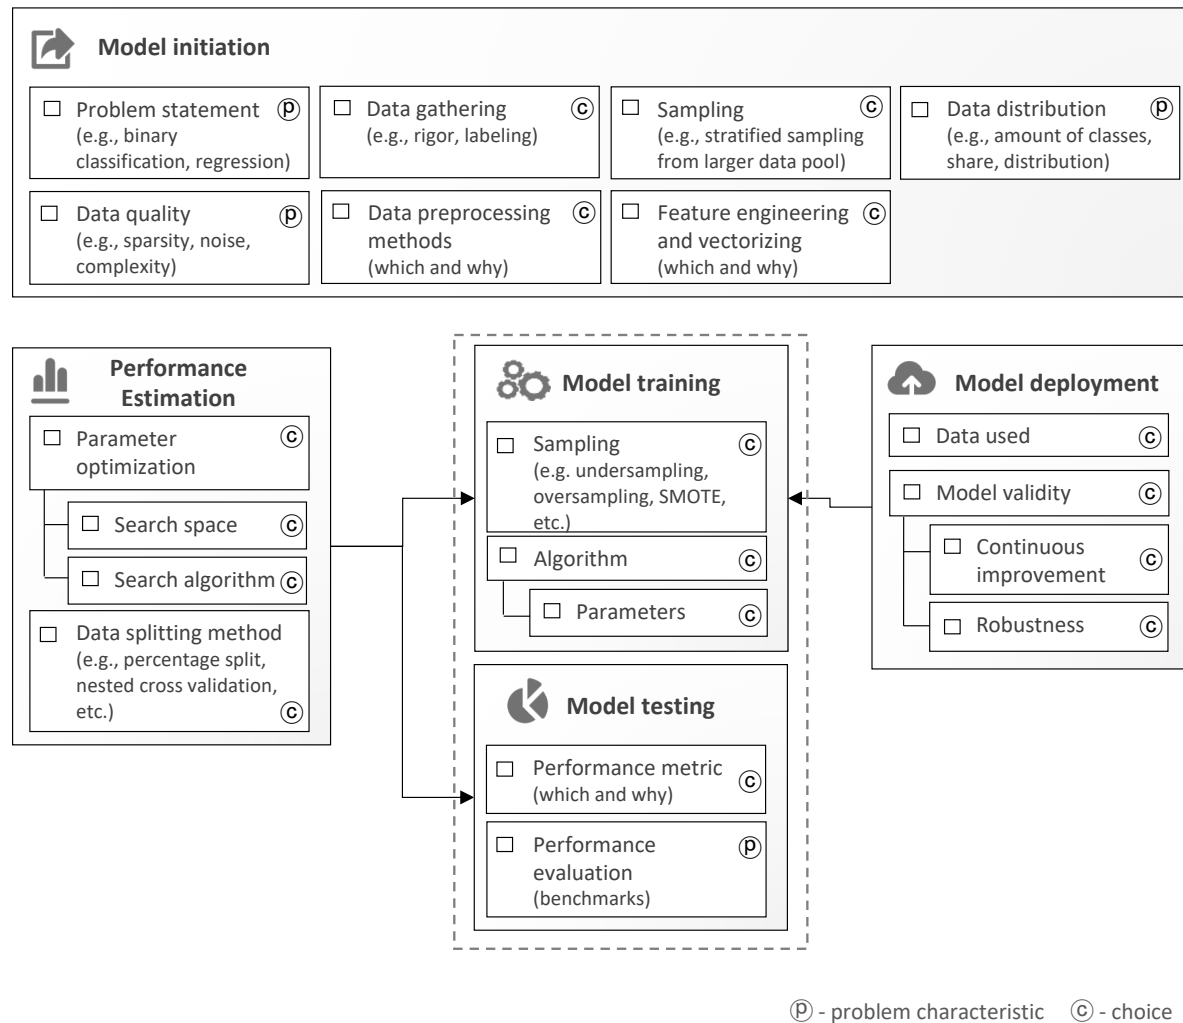 Model initiation
☐ Problem statement ⓟ
(e.g., binary
classification, regression)
☐ Data gathering ⓒ
(e.g., rigor, labeling)
☐ Sampling ⓒ
(e.g., stratified sampling
from larger data pool)
☐ Data distribution ⓟ
(e.g., amount of classes,
share, distribution)
☐ Data quality ⓟ
(e.g., sparsity, noise,
complexity)
☐ Data preprocessing ⓒ
methods
(which and why)
☐ Feature engineering ⓒ
and vectorizing
(which and why)
Performance
Estimation
☐ Parameter ⓒ
optimization
☐ Search space ⓒ
☐ Search algorithm ⓒ
☐ Data splitting method
(e.g., percentage split,
nested cross validation,
etc.) ⓒ
Model training
☐ Sampling ⓒ
(e.g. undersampling,
oversampling, SMOTE,
etc.)
☐ Algorithm ⓒ
☐ Parameters ⓒ
Model testing
☐ Performance metric ⓒ
(which and why)
☐ Performance ⓟ
evaluation
(benchmarks)
Model deployment
☐ Data used ⓒ
☐ Model validity ⓒ
☐ Continuous ⓒ
improvement
☐ Robustness ⓒ
ⓟ - problem characteristic ⓒ - choice